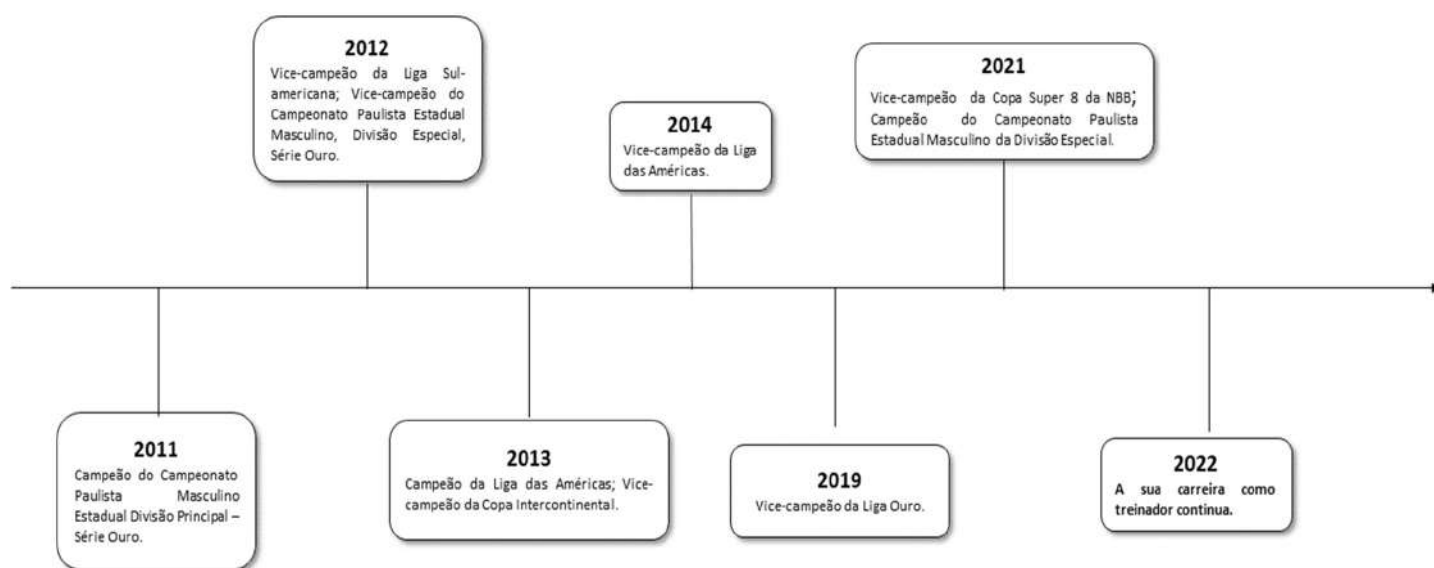 2012
Vice-campeão da Liga Sul-
americana; Vice-campeão do
Campeonato Paulista Estadual
Masculino, Divisão Especial,
Série Ouro.
2014
Vice-campeão da Liga
das Américas.
2021
Vice-campeão da Copa Super 8 da NBB;
Campeão do Campeonato Paulista
Estadual Masculino da Divisão Especial.
2011
Campeão do Campeonato
Paulista Masculino
Estadual Divisão Principal –
Série Ouro.
2013
Campeão da Liga das Américas; Vice-
campeão da Copa Intercontinental.
2019
Vice-campeão da Liga Ouro.
2022
A sua carreira como
treinador continua.